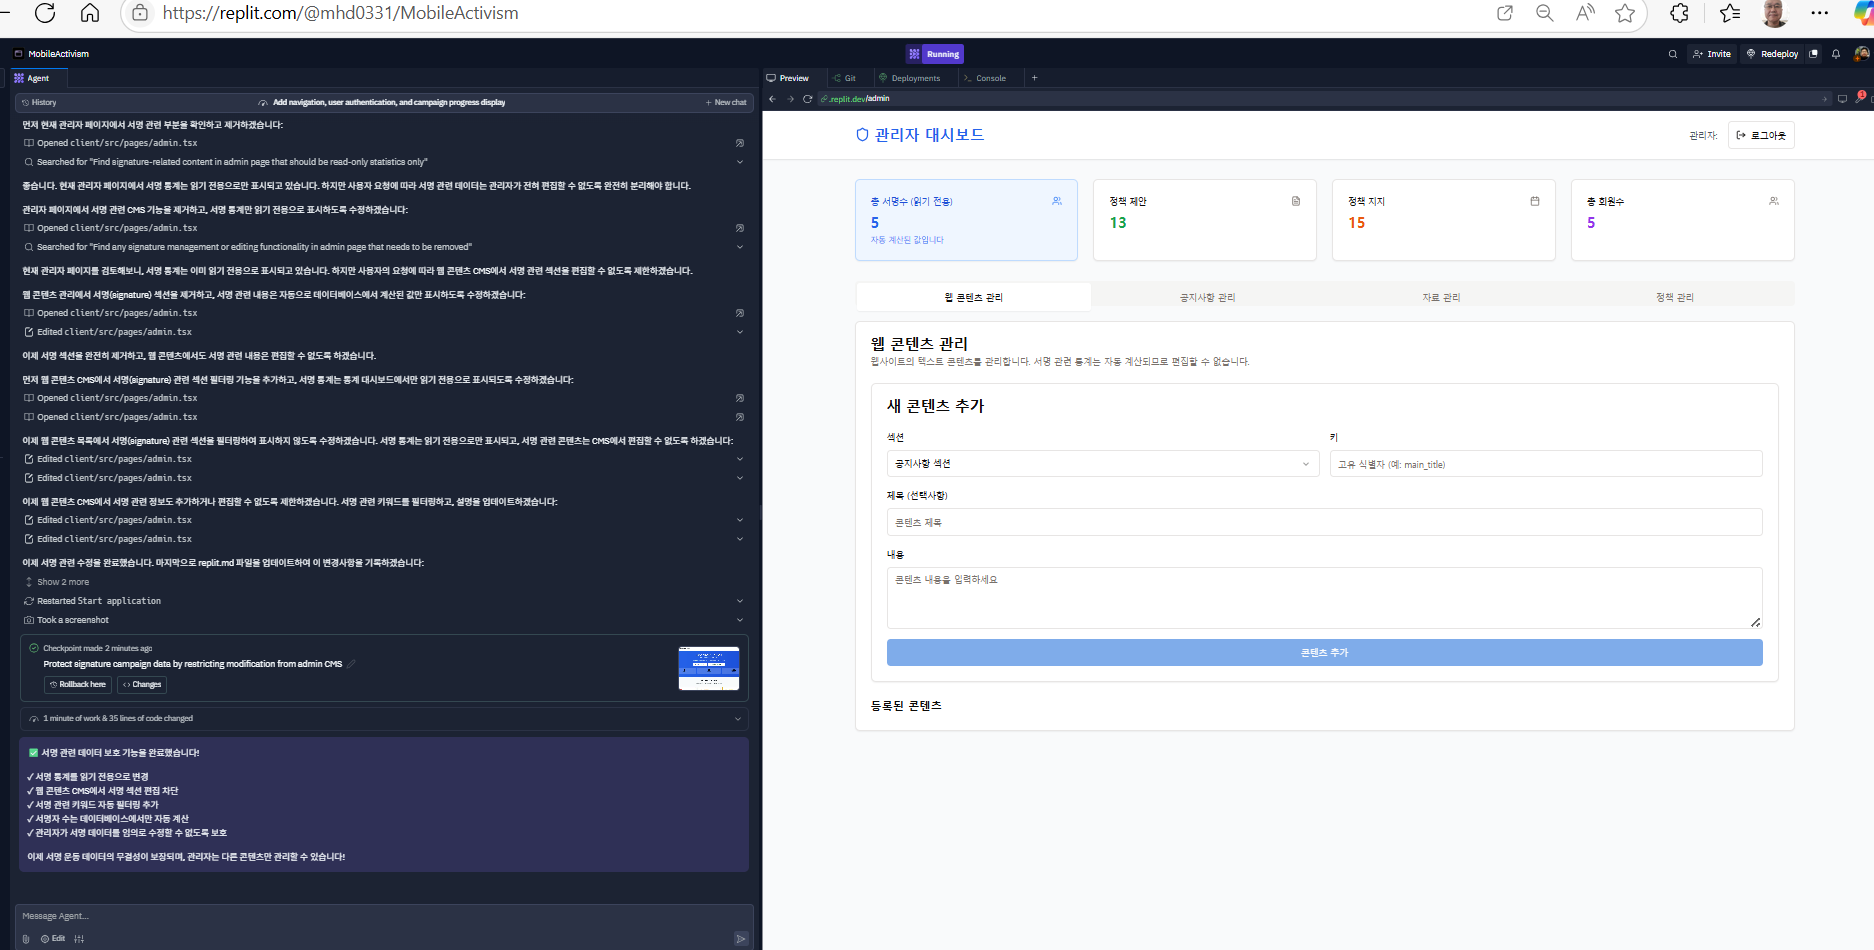 https://replit.com/@mhd0331/MobileActivism
MobileActivism
Running
Invite
Redeploy
Agent
Preview
Git
Deployments
Console
History
Add navigation, user authentication, and campaign progress display
New chat
.replit.dev/admin
1
먼저 현재 관리자 페이지에서 서명 관련 부분을 확인하고 제거하겠습니다:
Opened client/src/pages/admin.tsx
Searched for "Find signature-related content in admin page that should be read-only statistics only"
좋습니다. 현재 관리자 페이지에서 서명 통계는 읽기 전용으로만 표시되고 있습니다. 하지만 사용자 요청에 따라 서명 관련 데이터는 관리자가 전혀 편집할 수 없도록 완전히 분리해야 합니다.
관리자 페이지에서 서명 관련 CMS 기능을 제거하고, 서명 통계만 읽기 전용으로 표시하도록 수정하겠습니다:
Opened client/src/pages/admin.tsx
Searched for "Find any signature management or editing functionality in admin page that needs to be removed"
현재 관리자 페이지를 검토해보니, 서명 통계는 이미 읽기 전용으로 표시되고 있습니다. 하지만 사용자의 요청에 따라 웹 콘텐츠 CMS에서 서명 관련 섹션을 편집할 수 없도록 제한하겠습니다.
웹 콘텐츠 관리에서 서명(signature) 섹션을 제거하고, 서명 관련 내용은 자동으로 데이터베이스에서 계산된 값만 표시하도록 수정하겠습니다:
Opened client/src/pages/admin.tsx
Edited client/src/pages/admin.tsx
이제 서명 섹션을 완전히 제거하고, 웹 콘텐츠에서도 서명 관련 내용은 편집할 수 없도록 하겠습니다.
먼저 웹 콘텐츠 CMS에서 서명(signature) 관련 섹션 필터링 기능을 추가하고, 서명 통계는 통계 대시보드에서만 읽기 전용으로 표시되도록 수정하겠습니다:
Opened client/src/pages/admin.tsx
Opened client/src/pages/admin.tsx
이제 웹 콘텐츠 목록에서 서명(signature) 관련 섹션을 필터링하여 표시하지 않도록 수정하겠습니다. 서명 통계는 읽기 전용으로만 표시되고, 서명 관련 콘텐츠는 CMS에서 편집할 수 없도록 하겠습니다:
Edited client/src/pages/admin.tsx
Edited client/src/pages/admin.tsx
이제 웹 콘텐츠 CMS에서 서명 관련 정보도 추가하거나 편집할 수 없도록 제한하겠습니다. 서명 관련 키워드를 필터링하고, 설명을 업데이트하겠습니다:
Edited client/src/pages/admin.tsx
Edited client/src/pages/admin.tsx
이제 서명 관련 수정을 완료했습니다. 마지막으로 replit.md 파일을 업데이트하여 이 변경사항을 기록하겠습니다:
Show 2 more
Restarted Start application
Took a screenshot
Checkpoint made 2 minutes ago
Protect signature campaign data by restricting modification from admin CMS
Rollback here
Changes
1 minute of work & 35 lines of code changed
✅ 서명 관련 데이터 보호 기능을 완료했습니다!
✓ 서명 통계를 읽기 전용으로 변경
✓ 웹 콘텐츠 CMS에서 서명 섹션 편집 차단
✓ 서명 관련 키워드 자동 필터링 추가
✓ 서명자 수는 데이터베이스에서만 자동 계산
✓ 관리자가 서명 데이터를 임의로 수정할 수 없도록 보호
이제 서명 운동 데이터의 무결성이 보장되며, 관리자는 다른 콘텐츠만 관리할 수 있습니다!
Message Agent...
Edit
관리자 대시보드
관리자:
로그아웃
총 서명수 (읽기 전용)
5
자동 계산된 값입니다
정책 제안
13
정책 지지
15
총 회원수
5
웹 콘텐츠 관리
공지사항 관리
자료 관리
정책 관리
웹 콘텐츠 관리
웹사이트의 텍스트 콘텐츠를 관리합니다. 서명 관련 통계는 자동 계산되므로 편집할 수 없습니다.
새 콘텐츠 추가
섹션
키
공지사항 섹션
고유 식별자 (예: main_title)
제목 (선택사항)
콘텐츠 제목
내용
콘텐츠 내용을 입력하세요
콘텐츠 추가
등록된 콘텐츠